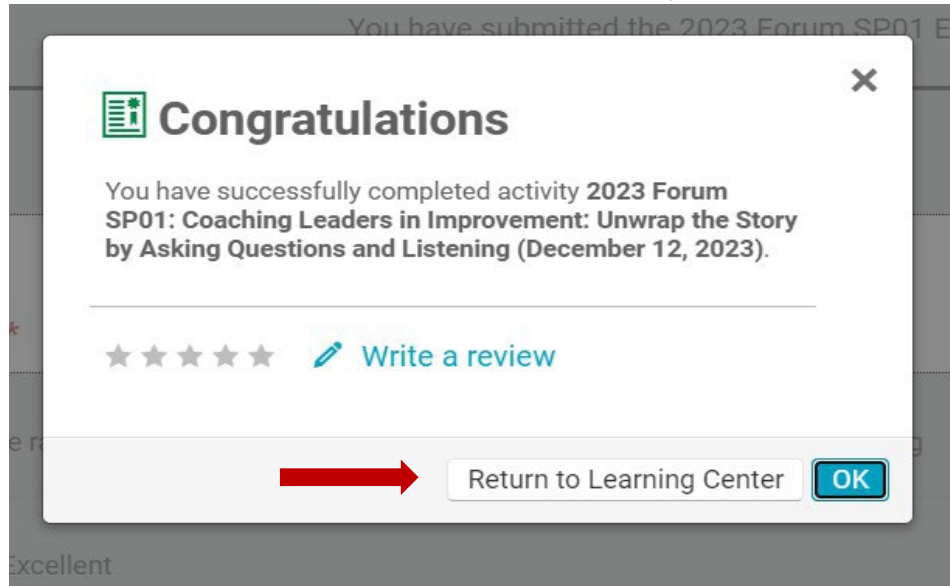 You have submitted the 2023 Forum SP01 E
Congratulations
You have successfully completed activity 2023 Forum
SP01: Coaching Leaders in Improvement: Unwrap the Story
by Asking Questions and Listening (December 12, 2023).
*
Write a review
Return to Learning Center
OK
Excellent